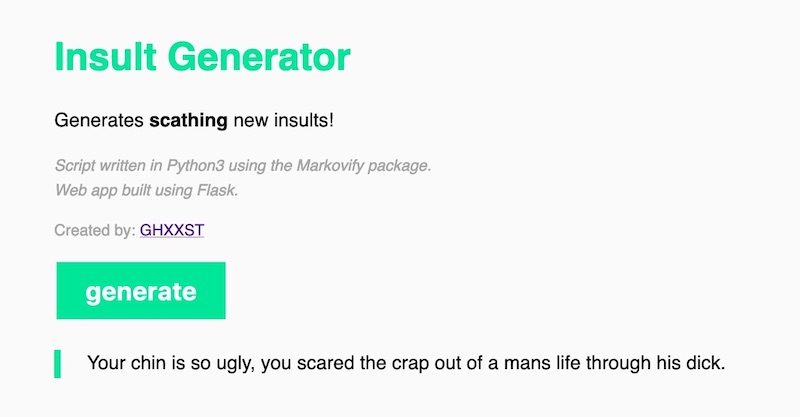 Insult Generator
Generates scathing new insults!
Script written in Python3 using the Markovify package.
Web app built using Flask.
Created by: GHXXST
generate
Your chin is so ugly, you scared the crap out of a mans life through his dick.